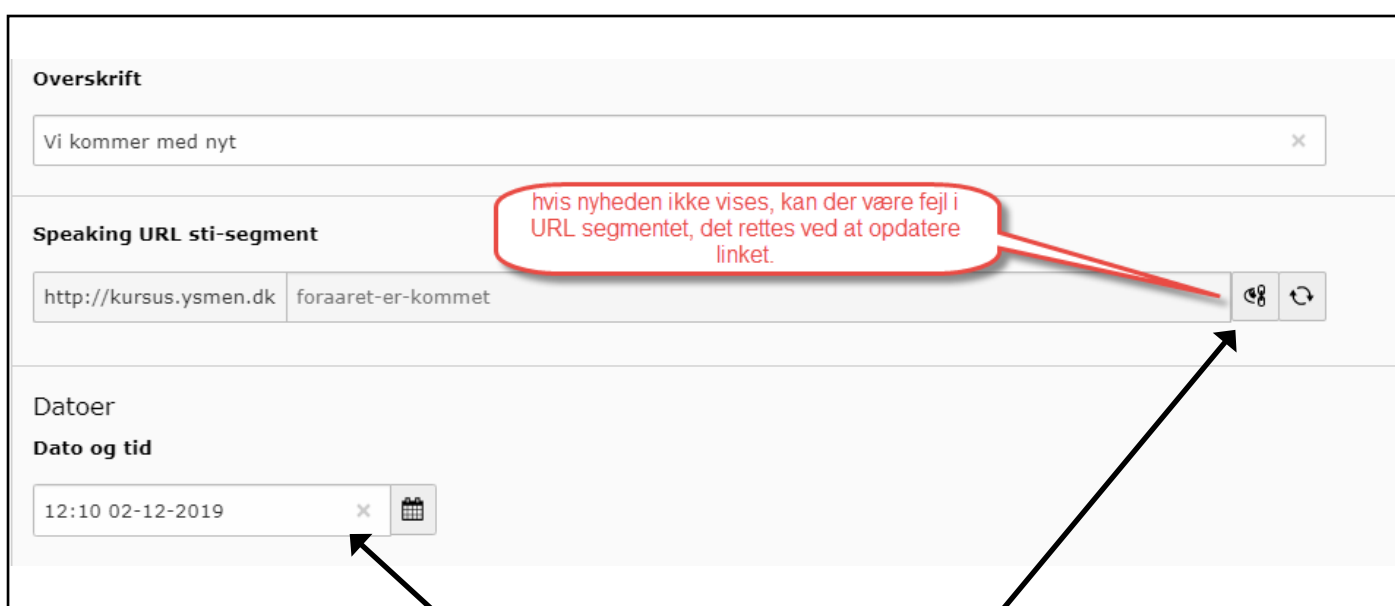 Overskrift
Vi kommer med nyt
hvis nyheden ikke vises, kan der være fejl i
URL segmentet, det rettes ved at opdatere
linket.
Speaking URL sti-segment
http://kursus.ysmen.dk foraaret-er-kommet
Datoer
Dato og tid
12:10 02-12-2019